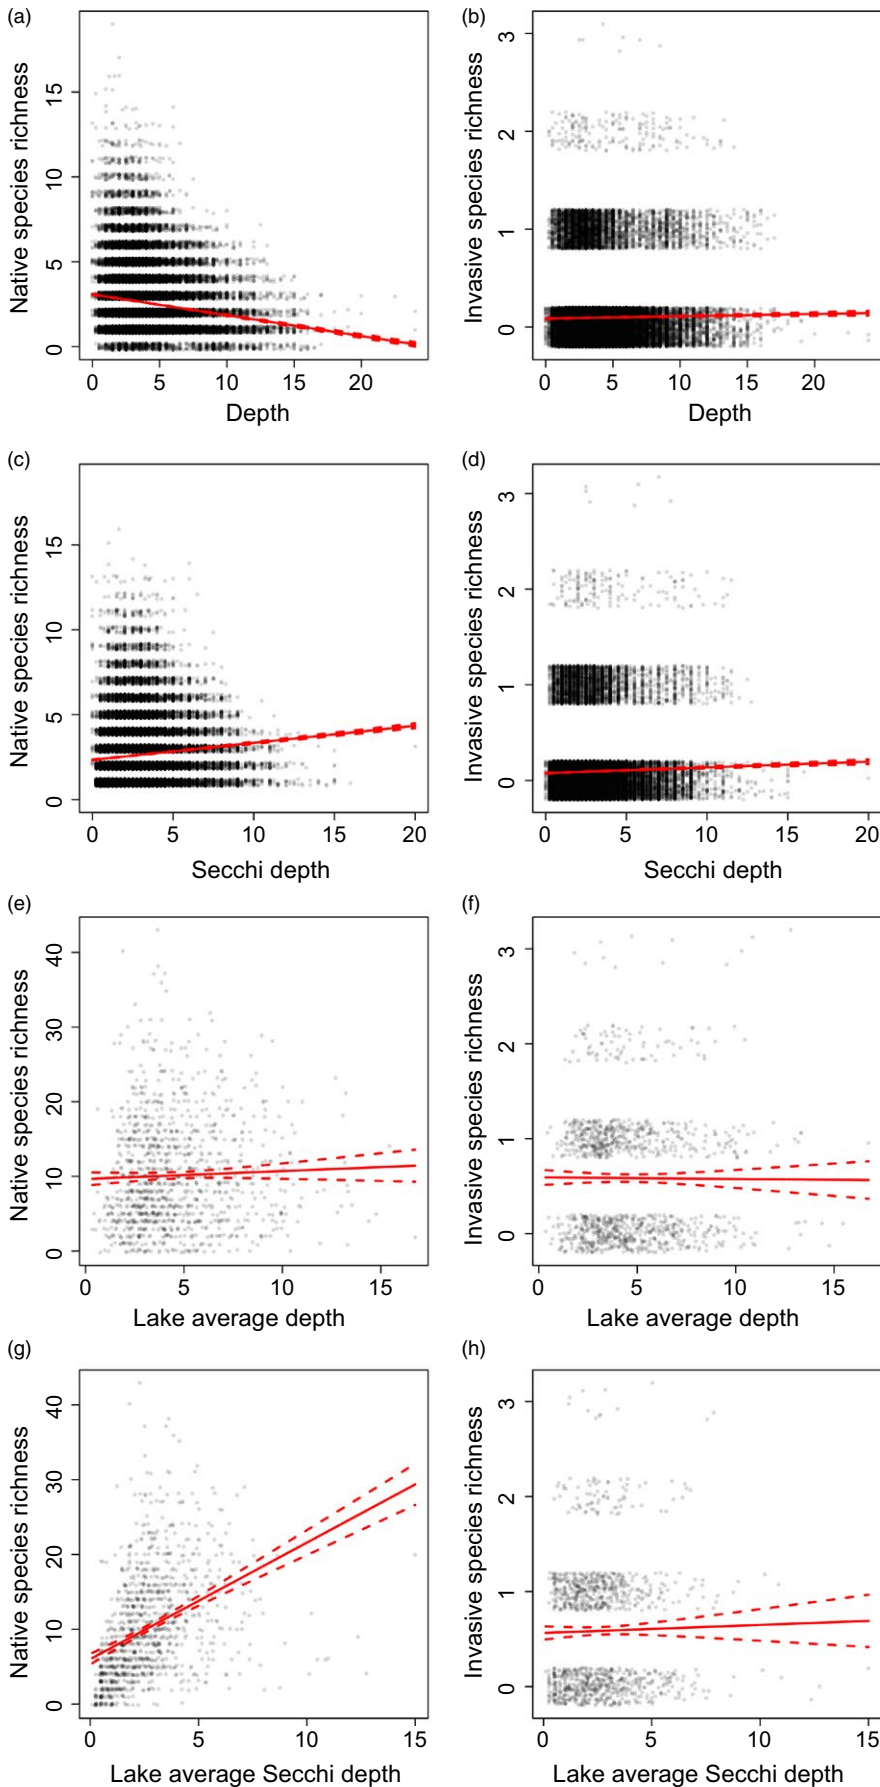 (a)
Native species richness
15
10
5
0
0 5 10 15 20
Depth
(b)
Invasive species richness
3
2
1
0
0 5 10 15 20
Depth
(c)
Native species richness
15
10
5
0
0 5 10 15 20
Secchi depth
(d)
Invasive species richness
3
2
1
0
0 5 10 15 20
Secchi depth
(e)
Native species richness
40
30
20
10
0
0 5 10 15
Lake average depth
(f)
Invasive species richness
3
2
1
0
0 5 10 15
Lake average depth
(g)
Native species richness
40
30
20
10
0
0 5 10 15
Lake average Secchi depth
(h)
Invasive species richness
3
2
1
0
0 5 10 15
Lake average Secchi depth